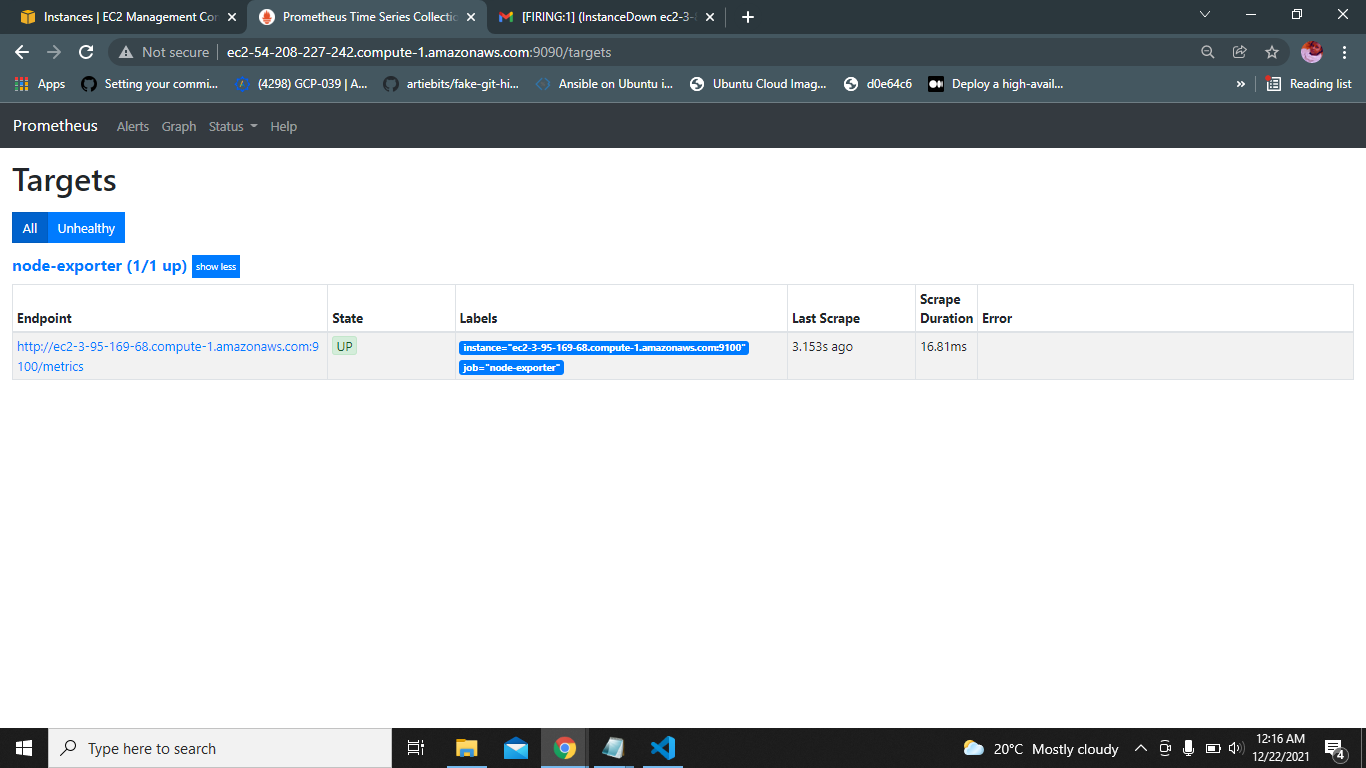 Instances | EC2 Management Con
Prometheus Time Series Collectio
[FIRING:1] (InstanceDown ec2-3-
Not secure
ec2-54-208-227-242.compute-1.amazonaws.com:9090/targets
Apps
Setting your commi...
(4298) GCP-039 | A...
artiebits/fake-git-hi...
Ansible on Ubuntu i...
Ubuntu Cloud Imag...
d0e64c6
Deploy a high-avail...
»
Reading list
Prometheus
Alerts
Graph
Status
Help
Targets
All
Unhealthy
node-exporter (1/1 up)
show less
Endpoint
State
Labels
Last Scrape
Scrape
Duration
Error
http://ec2-3-95-169-68.compute-1.amazonaws.com:9
100/metrics
UP
instance="ec2-3-95-169-68.compute-1.amazonaws.com:9100"
job="node-exporter"
3.153s ago
16.81ms
Type here to search
20°C Mostly cloudy
12:16 AM
12/22/2021
4